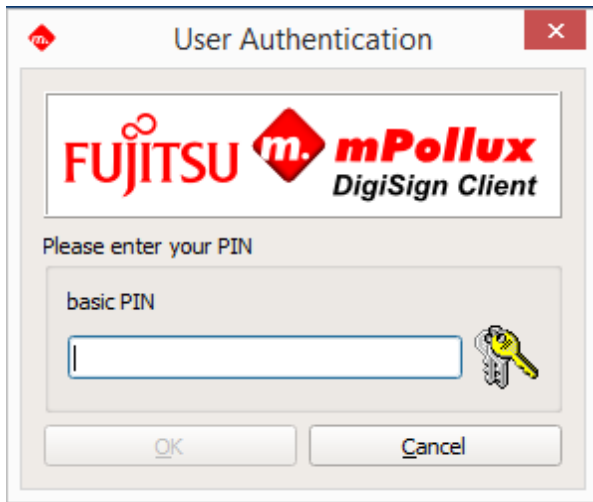 m.
User Authentication
FUJITSU m. mPollux
DigiSign Client
Please enter your PIN
basic PIN
OK
Cancel